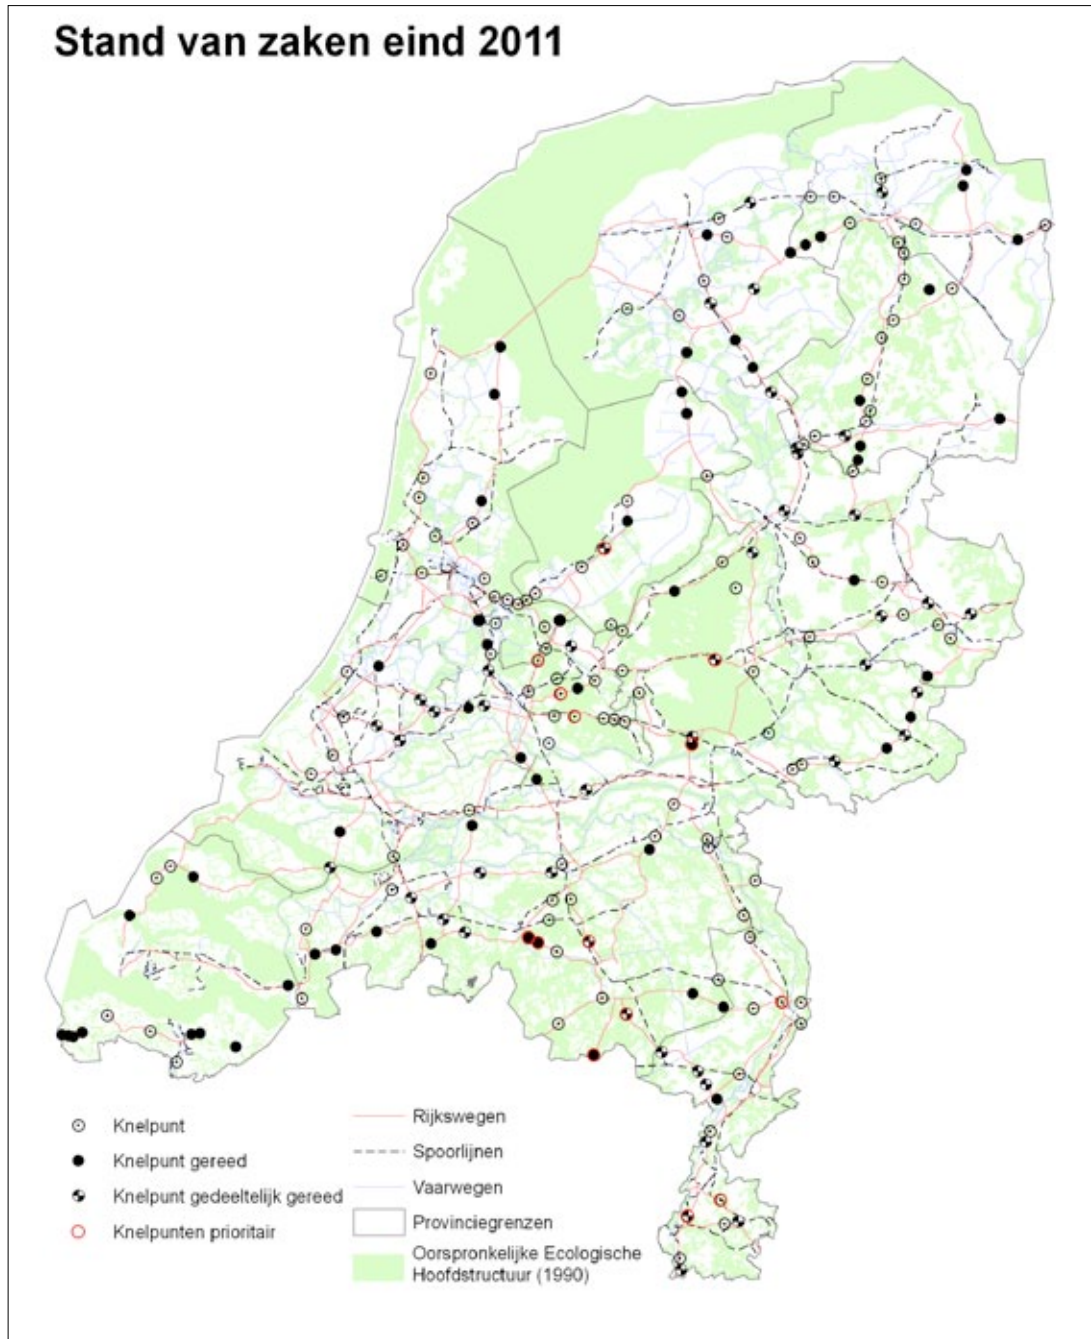 Stand van zaken eind 2011
Knelpunt
Knelpunt gereed
Knelpunt gedeeltelijk gereed
Knelpunten prioritair
Rijkswegen
Spoorlijnen
Vaarwegen
Provinciegrenzen
Oorspronkelijke Ecologische
Hoofdstructuur (1990)